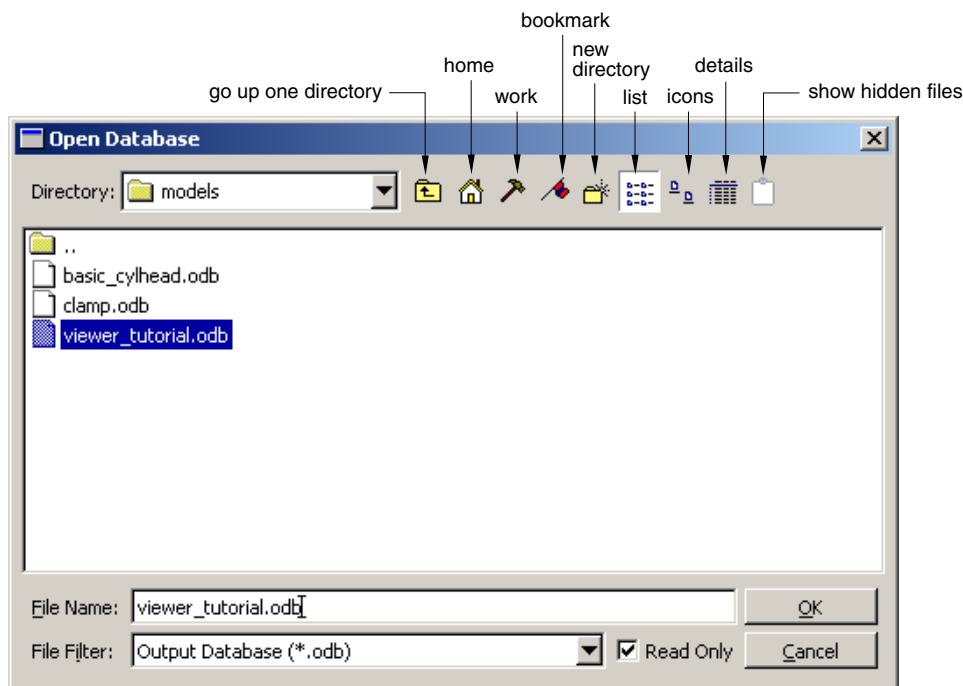 bookmark
new
directory
home
details
go up one directory
work
list
icons
show hidden files
Open Database
Directory:
models
..
basic_cylhead.odb
clamp.odb
viewer_tutorial.odb
File Name:
viewer_tutorial.odb
OK
File Filter:
Output Database (*.odb)
Read Only
Cancel